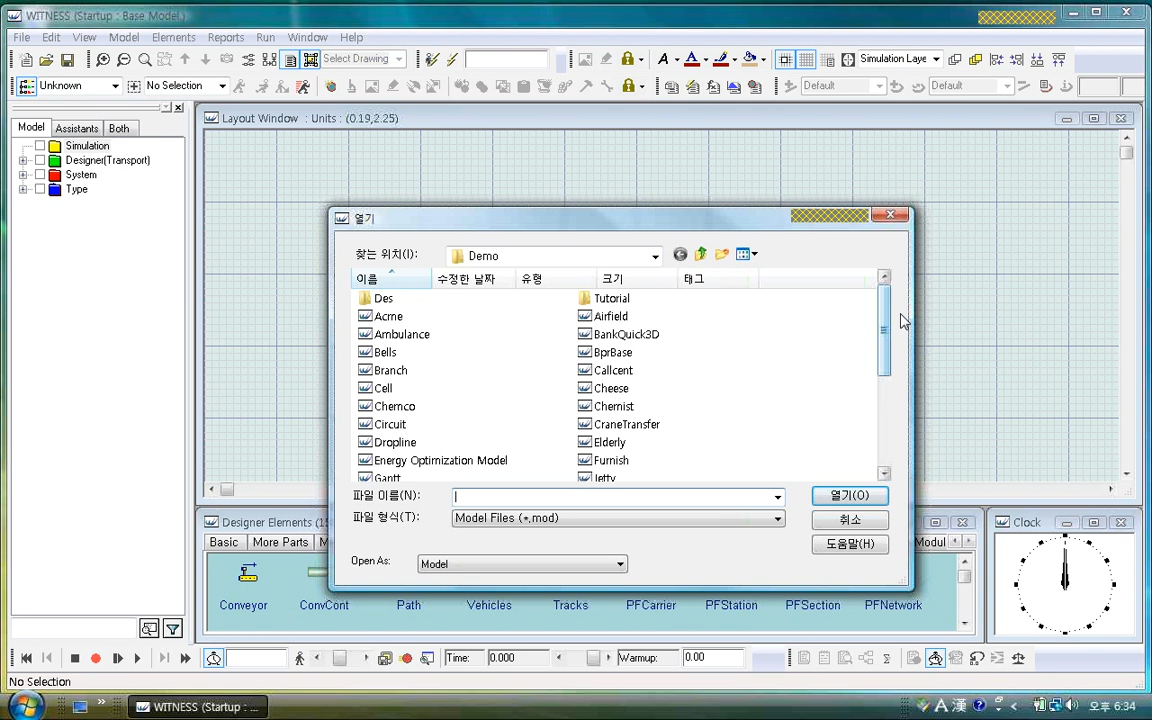 WITNESS (Startup : Base Model.)
File Edit View Model Elements Reports Run Window Help
Select Drawing
A A
Simulation Laye
Unknown
No Selection
Default
Default
Model Assistants Both
Simulation
Designer(Transport)
System
Type
Layout Window : Units : (0.19,2.25)
열기
찾는 위치(I):
Demo
이름 수정한 날짜 유형 크기 태그
Des Tutorial
Acme Airfield
Ambulance BankQuick3D
Bells BprBase
Branch Callcent
Cell Cheese
Chemco Chemist
Circuit CraneTransfer
Dropline Elderly
Energy Optimization Model Furnish
Gantt Jetty
파일 이름(N):
열기(O)
파일 형식(T):
Model Files (*.mod)
취소
도움말(H)
Open As:
Model
Designer Elements (1
Basic More Parts M
Modul
Conveyor ConvCont Path Vehicles Tracks PFCarrier PFStation PFSection PFNetwork
Clock
Time: 0.000
Warmup: 0.00
Σ
No Selection
WITNESS (Startup : ...
A 漢
오후 6:34